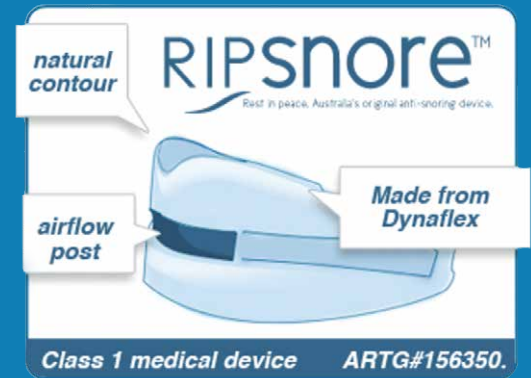 natural
contour
RIPsnore™
Rest in peace, Australia's original anti-snoring device.
Made from
Dynaflex
airflow
post
Class 1 medical device ARTG#156350.